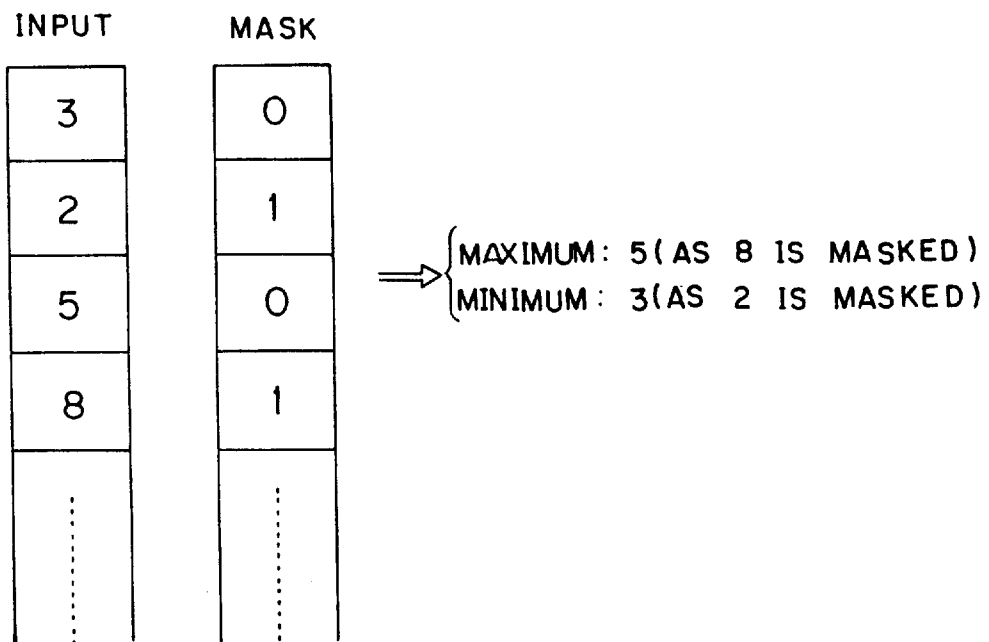 INPUT MASK
3 0
2 1
MAXIMUM: 5(AS 8 IS MASKED)
MINIMUM: 3(AS 2 IS MASKED)
5 0
8 1